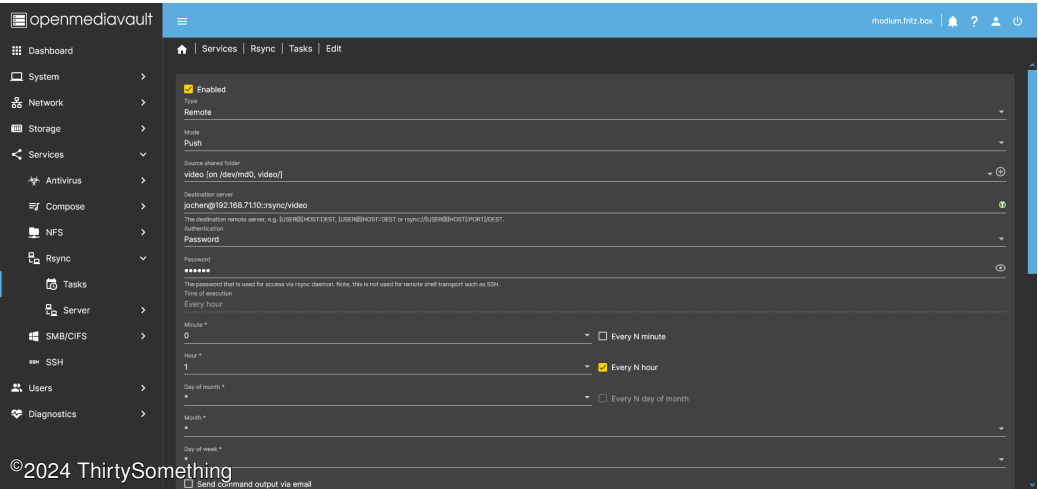 openmediavault
rhodium.fritz.box
Dashboard
System
Network
Storage
Services
Antivirus
Compose
NFS
Rsync
Tasks
Server
SMB/CIFS
SSH SSH
Users
Diagnostics
Services | Rsync | Tasks | Edit
Enabled
Type
Remote
Mode
Push
Source shared folder
video [on /dev/md0, video/]
Destination server
jochen@192.168.71.10::rsync/video
The destination remote server, e.g. [USER@]HOST:DEST, [USER@]HOST::DEST or rsync://[USER@]HOST[:PORT]/DEST.
Authentication
Password
Password
••••••
The password that is used for access via rsync daemon. Note, this is not used for remote shell transport such as SSH.
Time of execution
Every hour
Minute *
0
Every N minute
Hour *
1
Every N hour
Day of month *
*
Every N day of month
Month *
*
Day of week *
*
Send command output via email
©2024 ThirtySomething